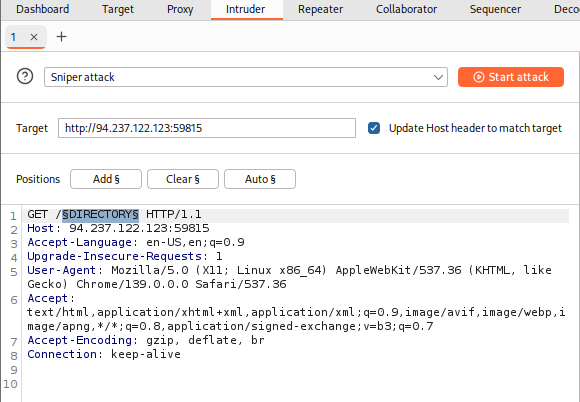 Dashboard Target Proxy Intruder Repeater Collaborator Sequencer Deco
1 × +
? Sniper attack Start attack
Target http://94.237.122.123:59815 Update Host header to match target
Positions Add § Clear § Auto §
1 GET /§DIRECTORY§ HTTP/1.1
2 Host: 94.237.122.123:59815
3 Accept-Language: en-US,en;q=0.9
4 Upgrade-Insecure-Requests: 1
5 User-Agent: Mozilla/5.0 (X11; Linux x86_64) AppleWebKit/537.36 (KHTML, like
Gecko) Chrome/139.0.0.0 Safari/537.36
6 Accept:
text/html,application/xhtml+xml,application/xml;q=0.9,image/avif,image/webp,i
mage/apng,*/*;q=0.8,application/signed-exchange;v=b3;q=0.7
7 Accept-Encoding: gzip, deflate, br
8 Connection: keep-alive
9
10